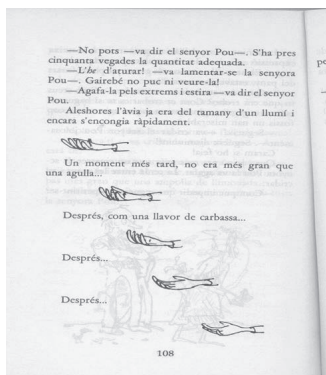 —No pots —va dir el senyor Pou—. S'ha pres
cinquanta vegades la quantitat adequada.
—L'he d'aturar! —va lamentar-se la senyora
Pou—. Gairebé no puc ni veure-la!
—Agafa-la pels extrems i estira —va dir el senyor
Pou.
Aleshores l'àvia ja era del tamany d'un llumí i
encara s'encongia ràpidament.
Un moment més tard, no era més gran que
una agulla...
Després, com una llavor de carbassa...
Després...
Després...
108